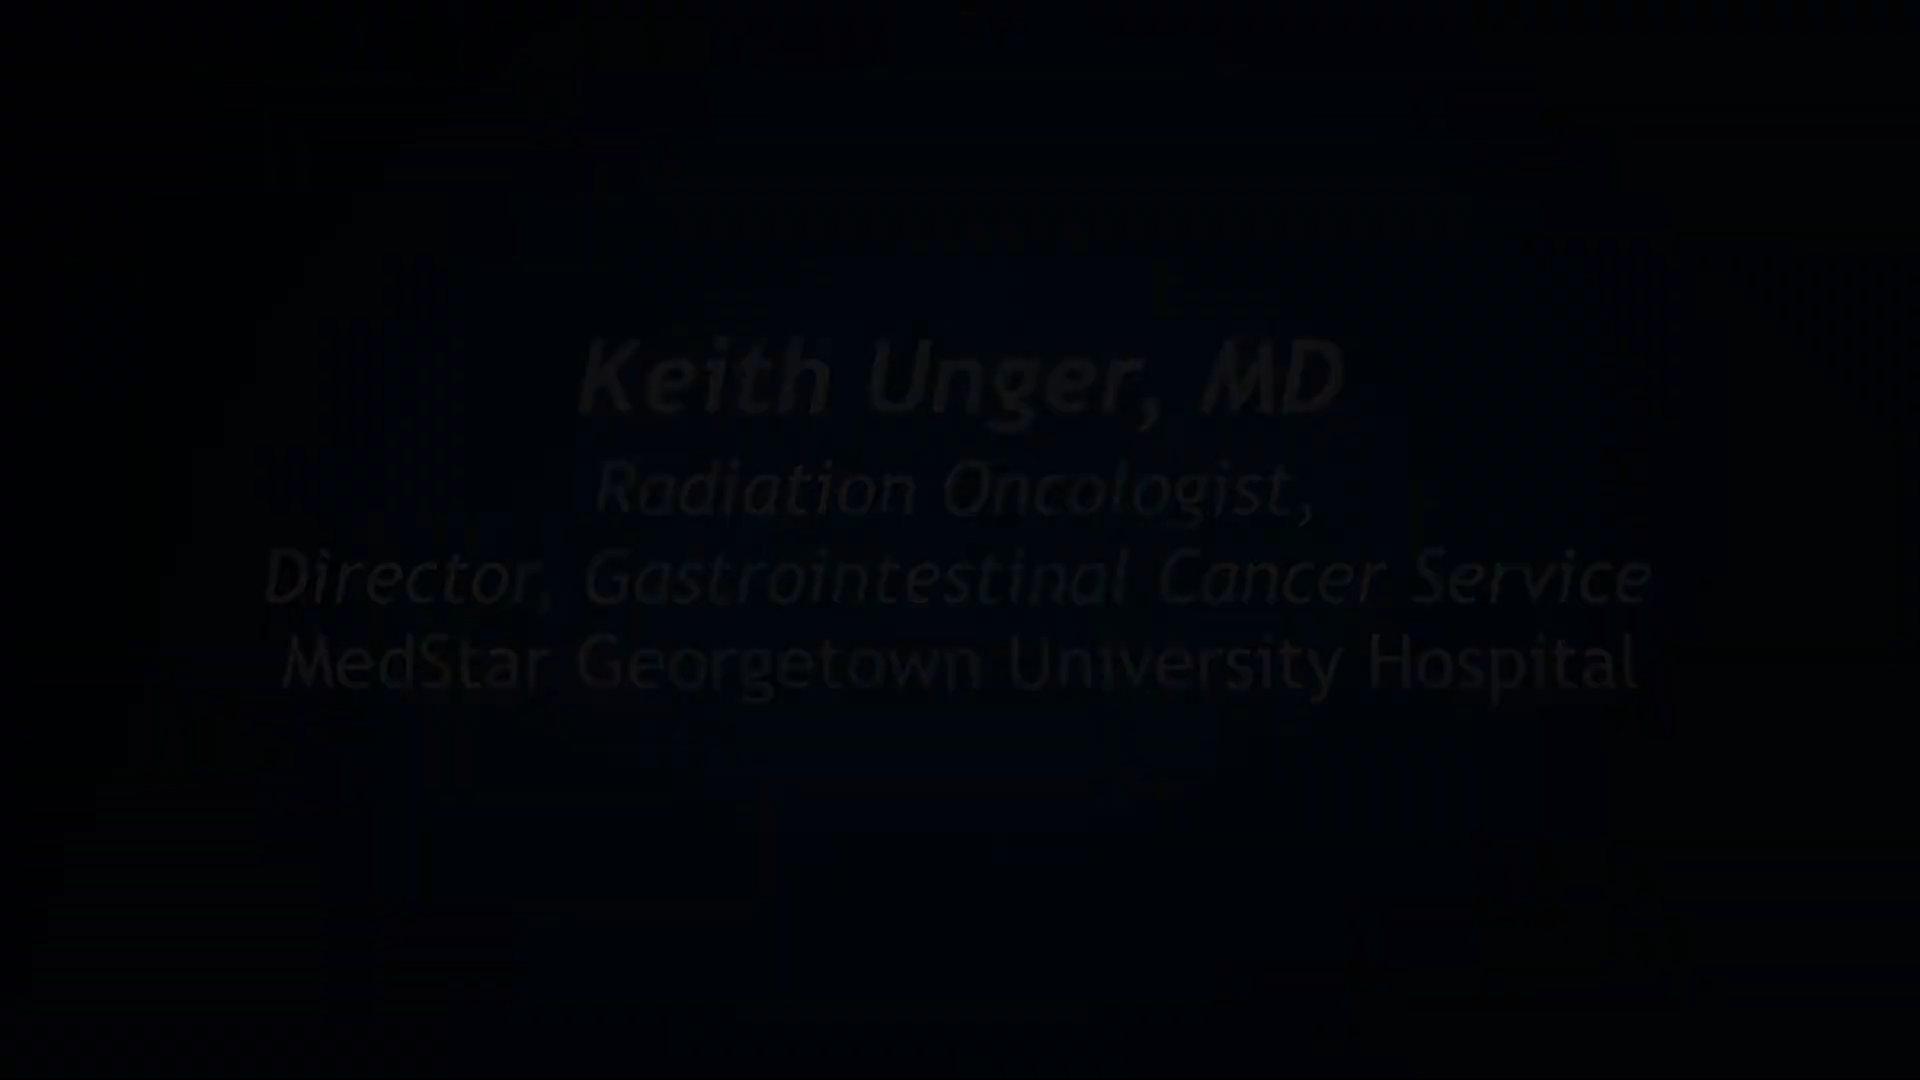 Keith Unger, MD
Radiation Oncologist,
Director, Gastrointestinal Cancer Service
MedStar Georgetown University Hospital